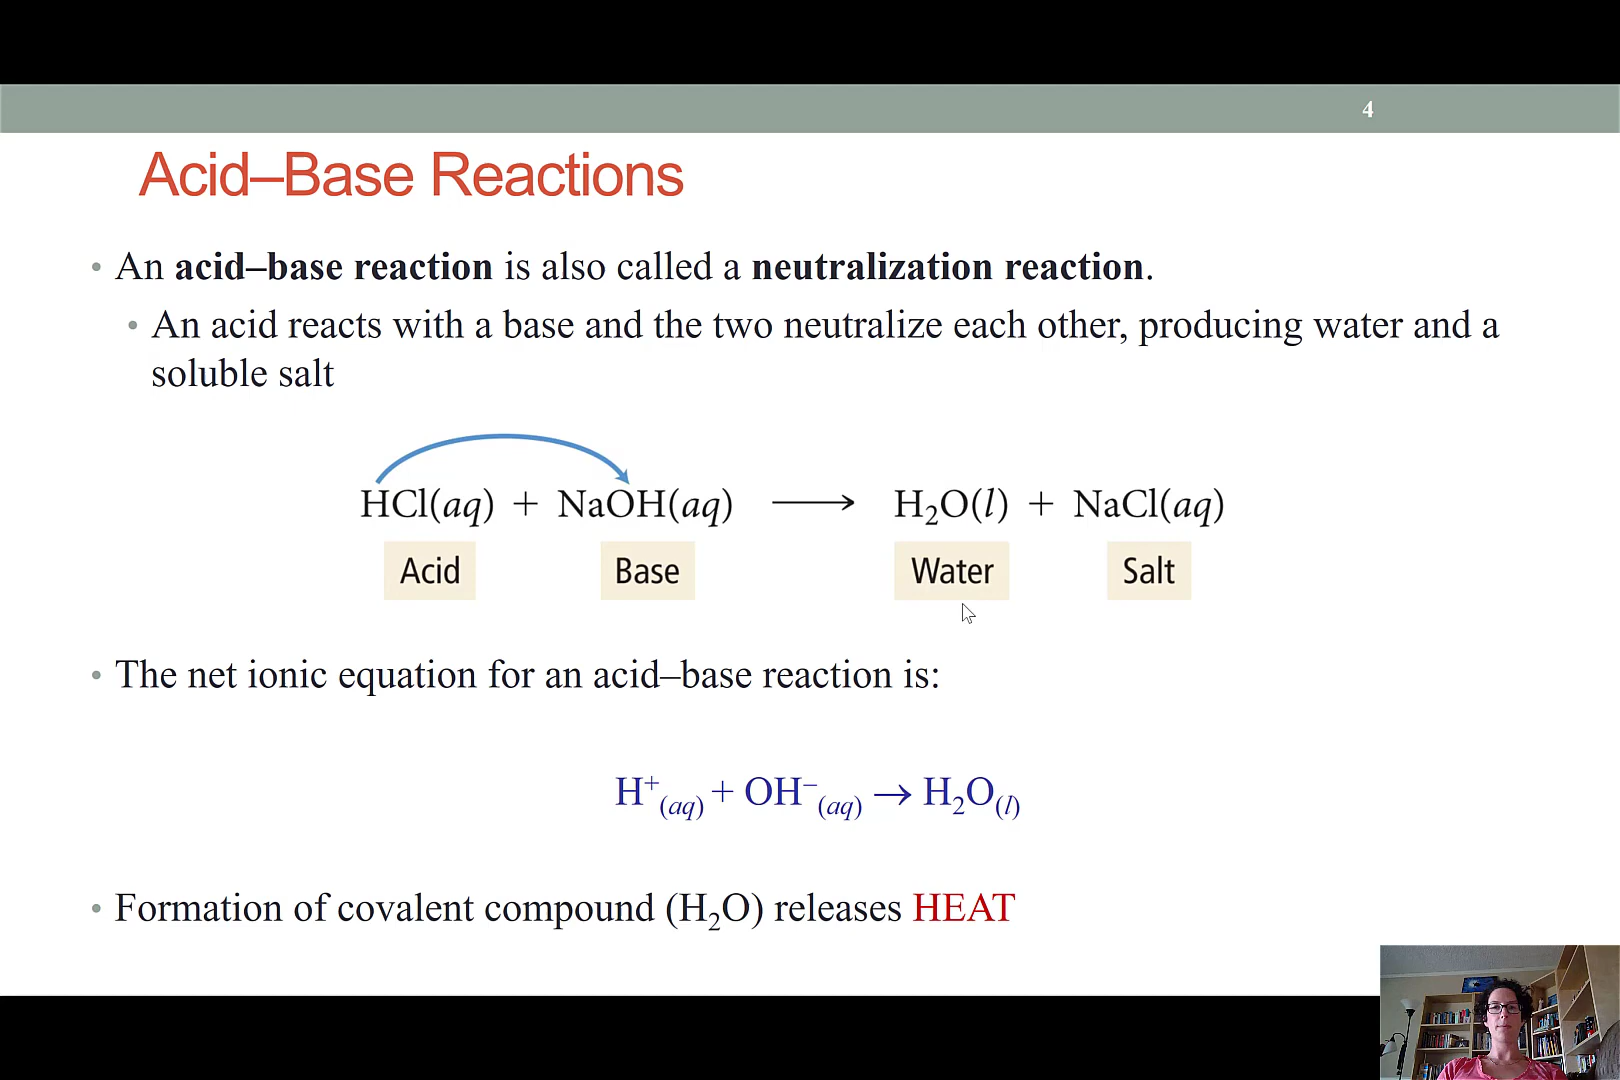 4
Acid–Base Reactions
• An acid–base reaction is also called a neutralization reaction.
• An acid reacts with a base and the two neutralize each other, producing water and a
soluble salt
HCl(aq) + NaOH(aq) ⟶ H₂O(l) + NaCl(aq)
Acid Base Water Salt
• The net ionic equation for an acid–base reaction is:
H⁺(aq) + OH⁻(aq) → H₂O(l)
• Formation of covalent compound (H₂O) releases HEAT